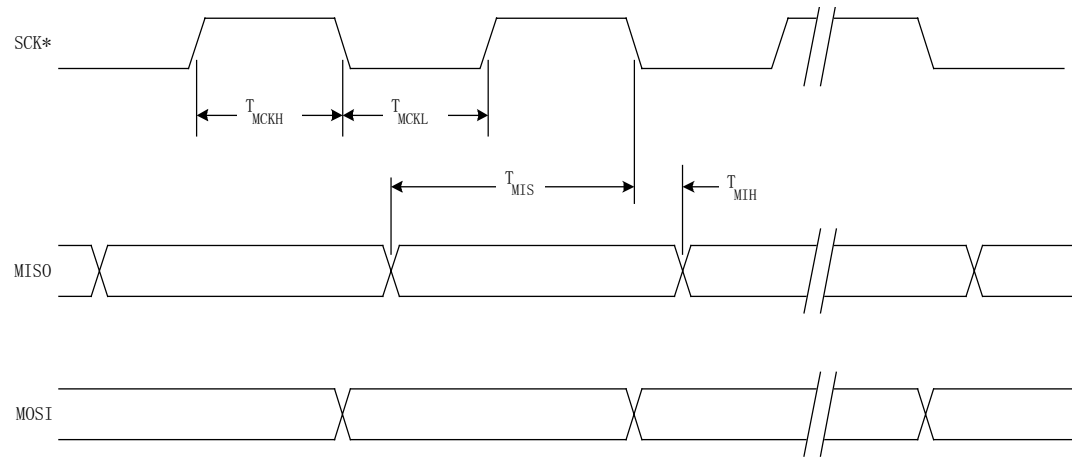 SCK*
T MCKH
T MCKL
T MIS
T MIH
MISO
MOSI